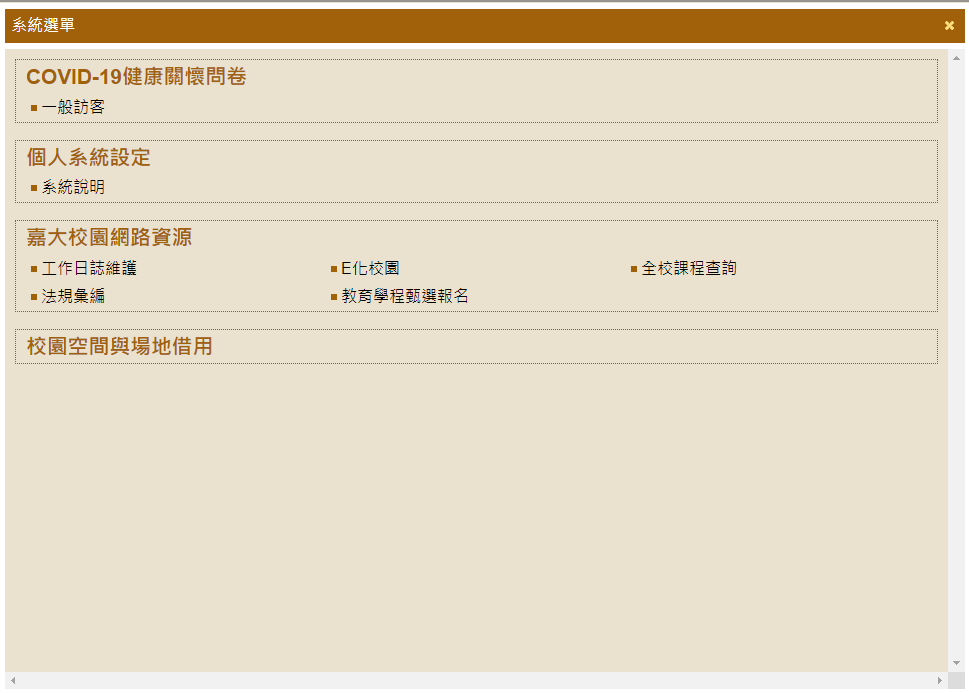 系統選單
COVID-19健康關懷問卷
一般訪客
個人系統設定
系統說明
嘉大校園網路資源
工作日誌維護 E化校園 全校課程查詢
法規彙編 教育學程甄選報名
校園空間與場地借用